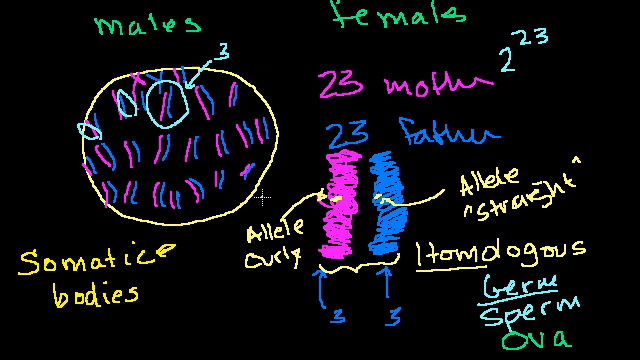 males
females
3
2^23
23 mother
23 father
Allele
"straight"
Allele
curly
Homologous
Somatic
bodies
3
3
Germ
Sperm
Ova